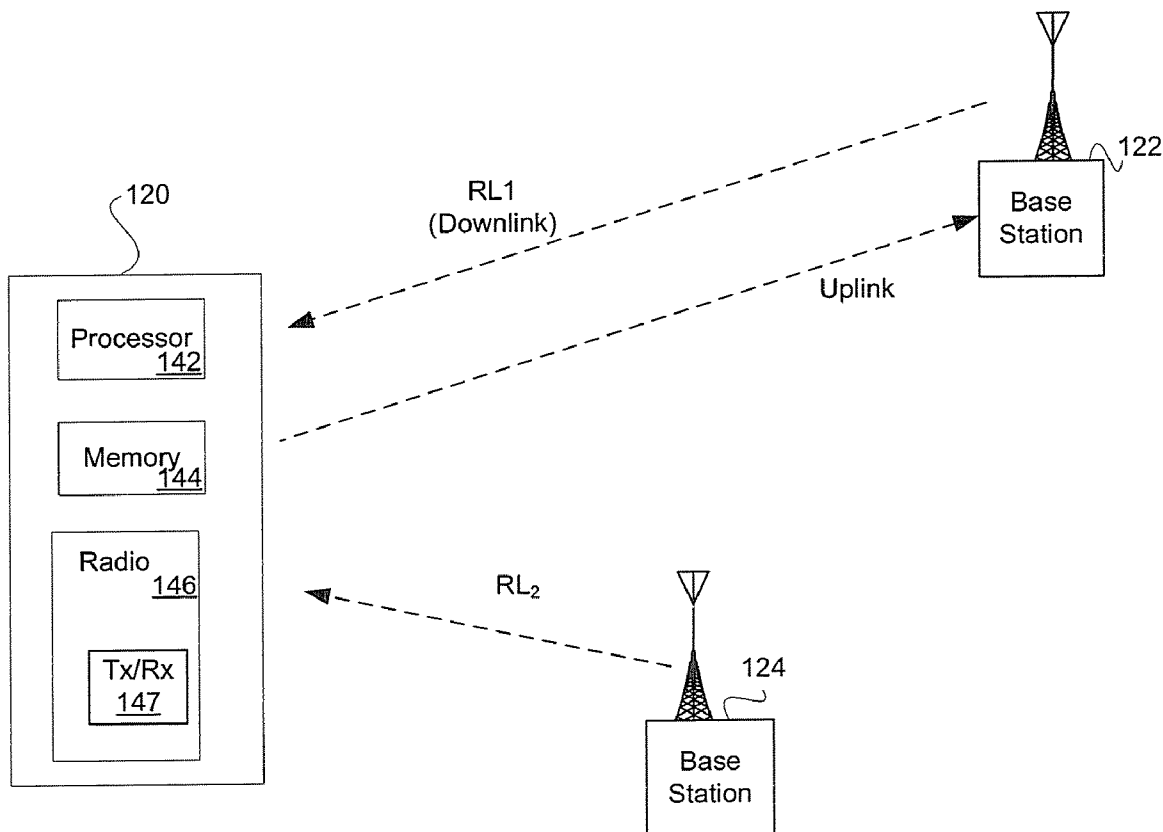 122
Base
Station
RL1
(Downlink)
Uplink
120
Processor
142
Memory
144
Radio
146
Tx/Rx
147
RL₂
124
Base
Station